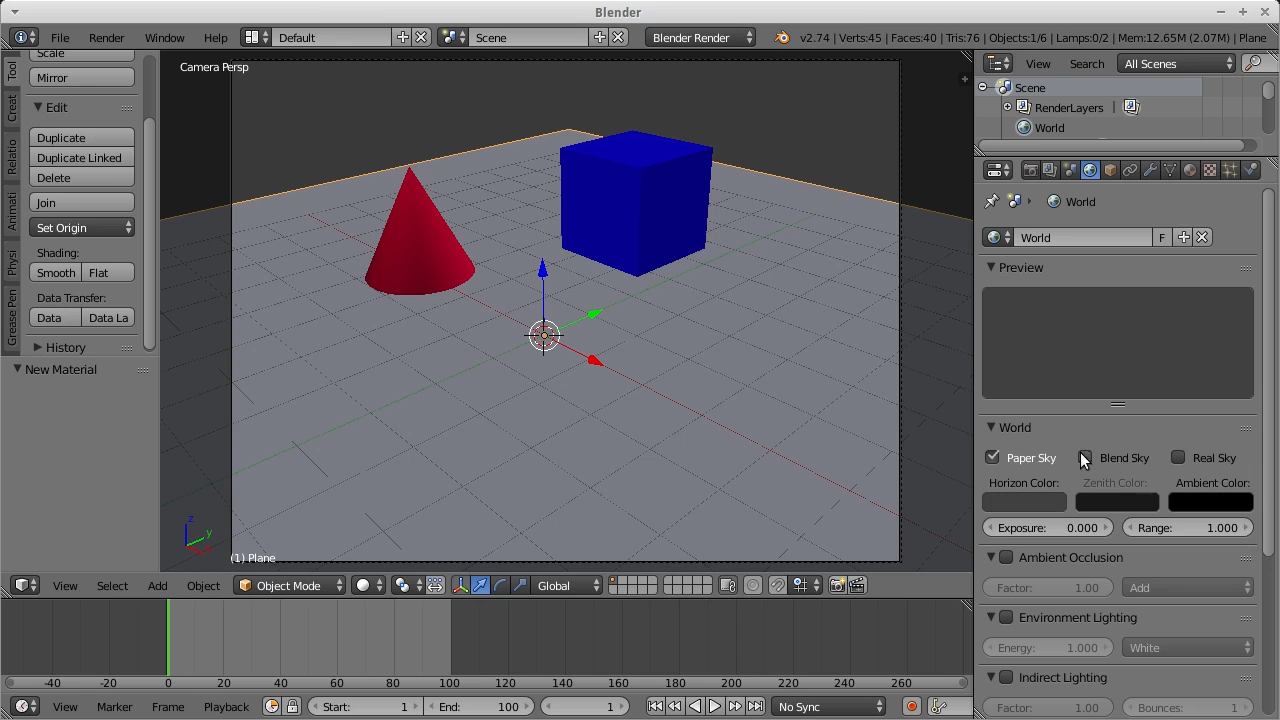 Blender
File Render Window Help Default Scene Blender Render v2.74 | Verts:45 | Faces:40 | Tris:76 | Objects:1/6 | Lamps:0/2 | Mem:12.65M (2.07M) | Plane
Tool
Creat
Relatio
Animati
Physi
Grease Pen
Scale
Mirror
Edit
Duplicate
Duplicate Linked
Delete
Join
Set Origin
Shading:
Smooth Flat
Data Transfer:
Data Data La
History
New Material
Camera Persp
z
y
(1) Plane
View Select Add Object Object Mode Global
-40 -20 0 20 40 60 80 100 120 140 160 180 200 220 240 260
View Marker Frame Playback Start: 1 End: 100 1 No Sync
View Search All Scenes
Scene
RenderLayers |
World
World
World F
Preview
World
Paper Sky Blend Sky Real Sky
Horizon Color: Zenith Color: Ambient Color:
Exposure: 0.000 Range: 1.000
Ambient Occlusion
Factor: 1.00 Add
Environment Lighting
Energy: 1.000 White
Indirect Lighting
Factor: 1.00 Bounces: 1